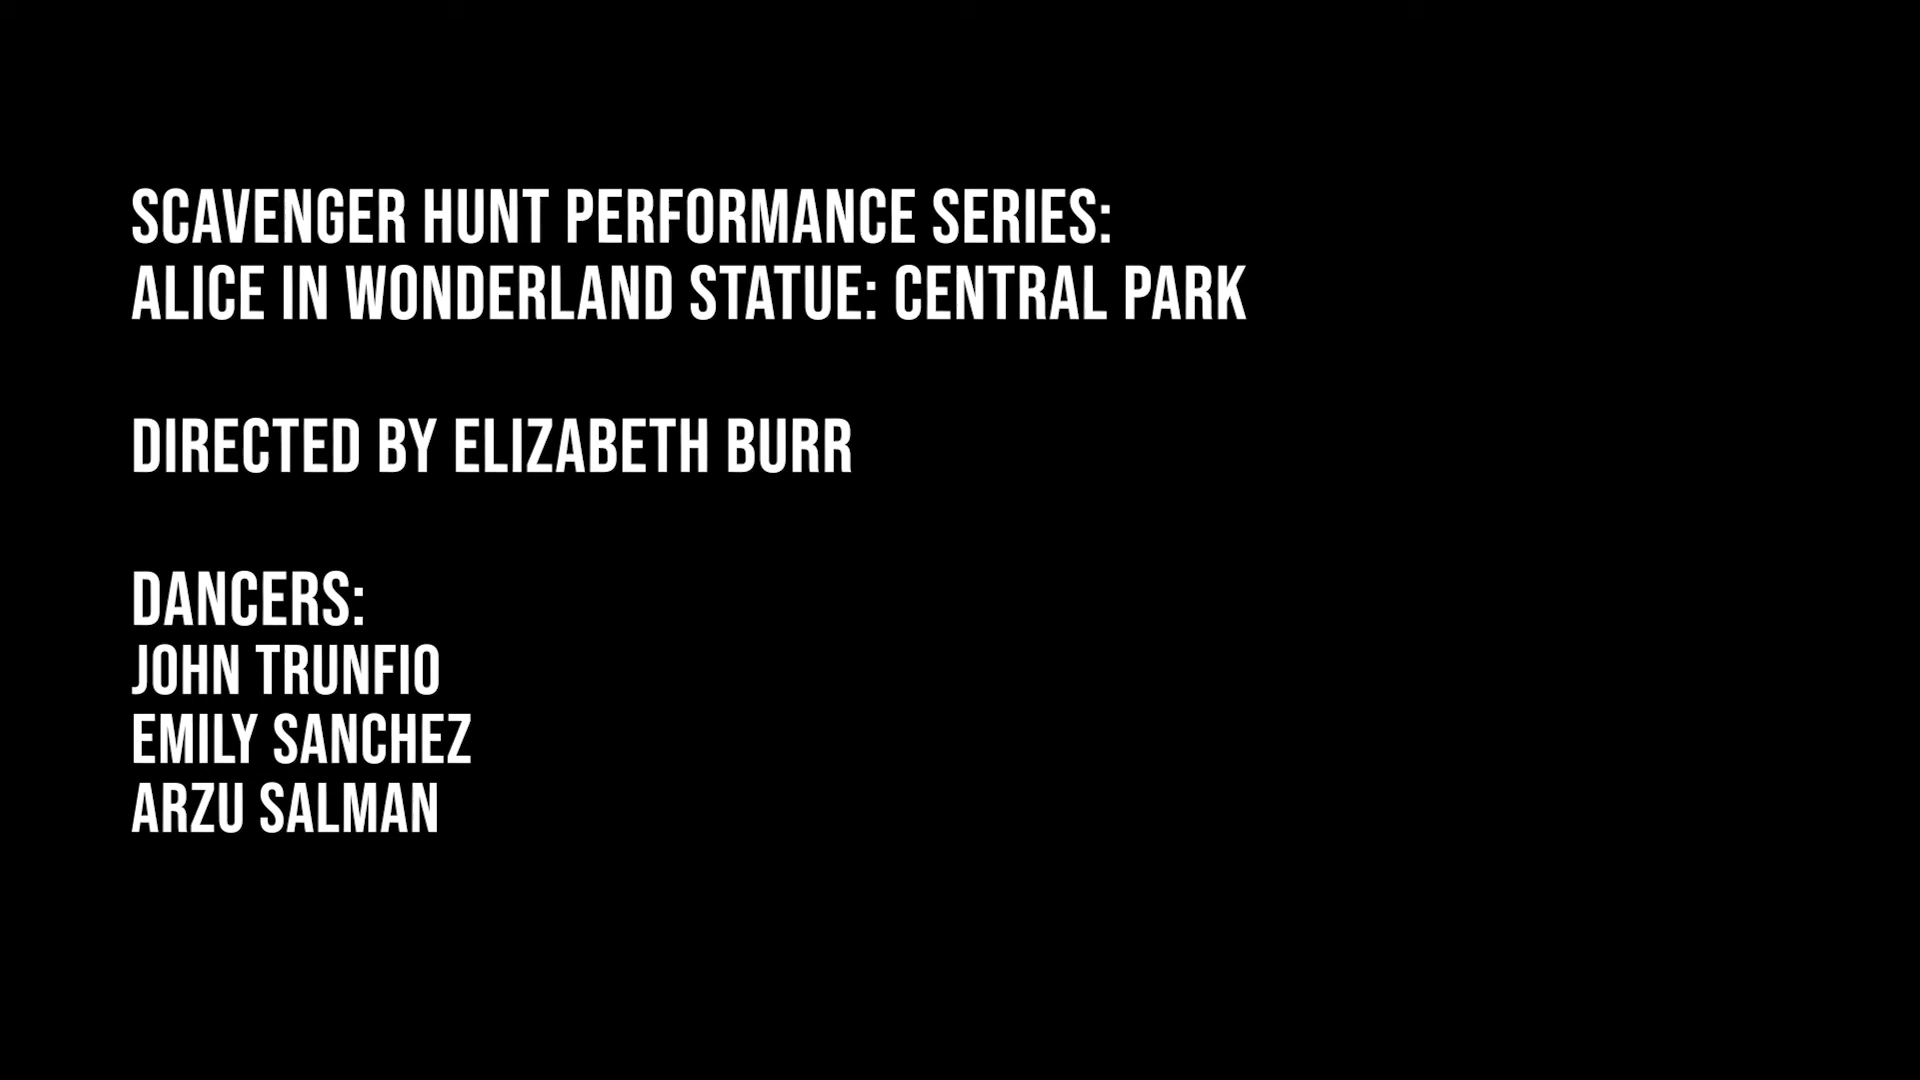 SCAVENGER HUNT PERFORMANCE SERIES:
ALICE IN WONDERLAND STATUE: CENTRAL PARK
DIRECTED BY ELIZABETH BURR
DANCERS:
JOHN TRUNFIO
EMILY SANCHEZ
ARZU SALMAN